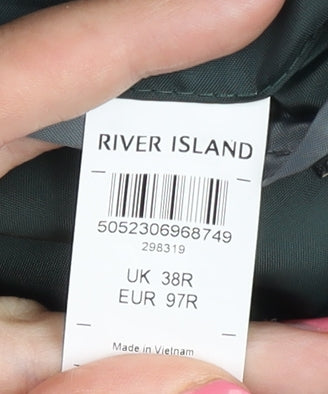 RIVER ISLAND
5052306968749
298319
UK 38R
EUR 97R
Made in Vietnam